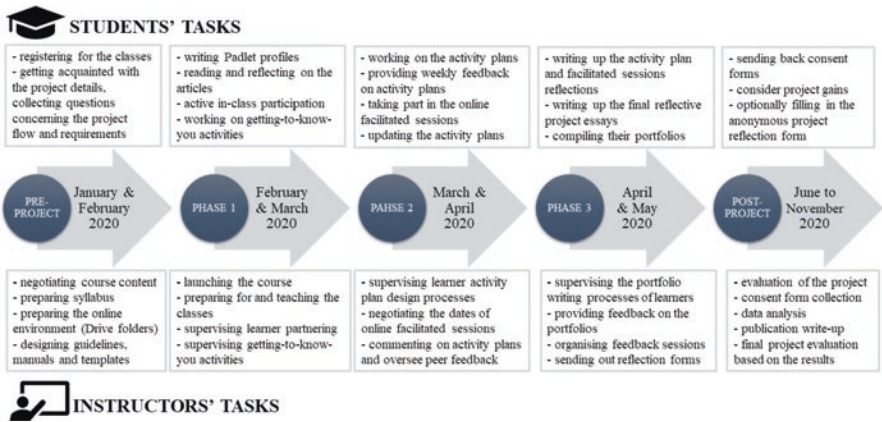 STUDENTS' TASKS
- registering for the classes
- getting acquainted with
the project details,
collecting questions
concerning the project
flow and requirements
- writing Padlet profiles
- reading and reflecting on the
articles
- active in-class participation
- working on getting-to-know-
you activities
- working on the activity plans
- providing weekly feedback
on activity plans
- taking part in the online
facilitated sessions
- updating the activity plans
- writing up the activity plan
and facilitated sessions
reflections
- writing up the final reflective
project essays
- compiling their portfolios
- sending back consent
forms
- consider project gains
- optionally filling in the
anonymous project
reflection form
PRE-
PROJECT
January &
February
2020
PHASE 1
February
& March
2020
PAHSE 2
March &
April
2020
PHASE 3
April
& May
2020
POST-
PROJECT
June to
November
2020
- negotiating course content
- preparing syllabus
- preparing the online
environment (Drive folders)
- designing guidelines,
manuals and templates
- launching the course
- preparing for and teaching the
classes
- supervising learner partnering
- supervising getting-to-know-
you activities
- supervising learner activity
plan design processes
- negotiating the dates of
online facilitated sessions
- commenting on activity plans
and oversee peer feedback
- supervising the portfolio
writing processes of learners
- providing feedback on the
portfolios
- organising feedback sessions
- sending out reflection forms
- evaluation of the project
- consent form collection
- data analysis
- publication write-up
- final project evaluation
based on the results
INSTRUCTORS' TASKS